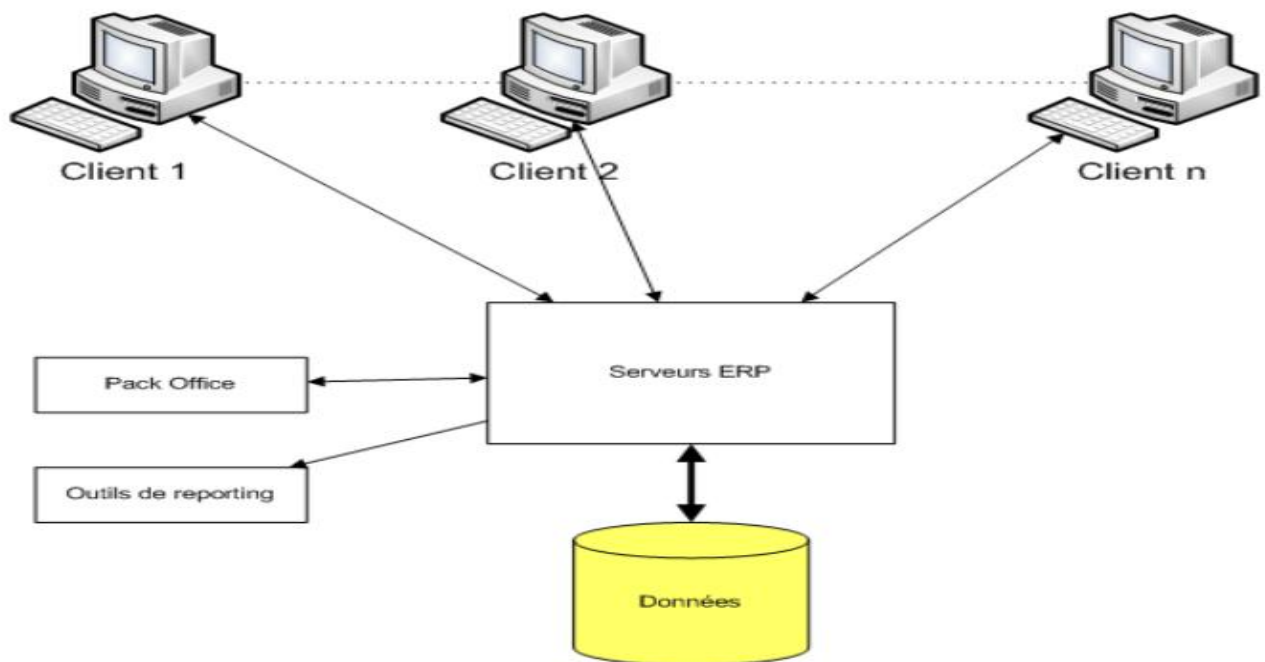 Client 1
Client 2
Client n
Serveurs ERP
Pack Office
Outils de reporting
Données